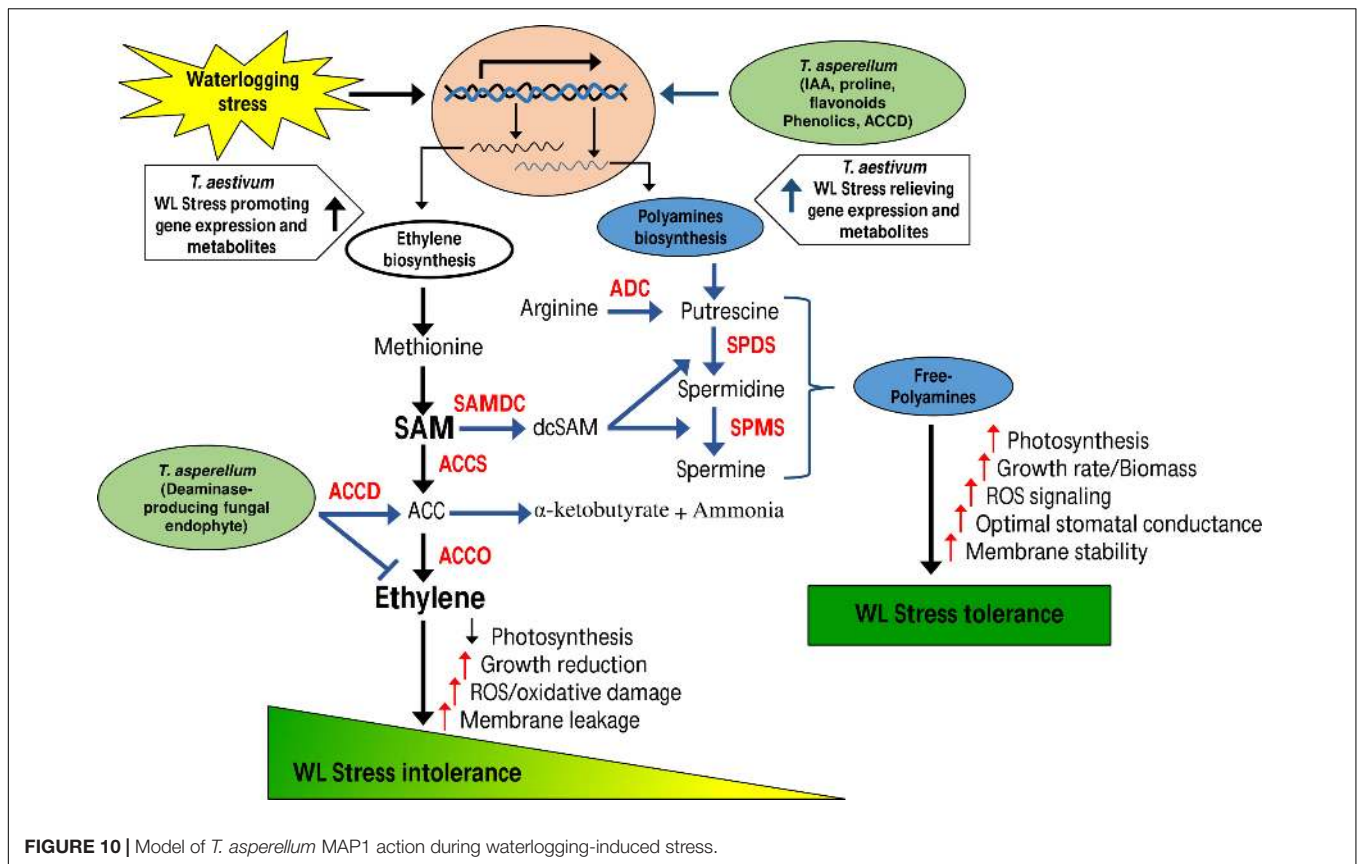 Waterlogging
stress
T. asperellum
(IAA, proline,
flavonoids
Phenolics, ACCD)
T. aestivum
WL Stress promoting
gene expression and
metabolites
T. aestivum
WL Stress relieving
gene expression and
metabolites
Ethylene
biosynthesis
Polyamines
biosynthesis
Arginine
ADC
Putrescine
Methionine
SPDS
Spermidine
SAM
SAMDC
dcSAM
SPMS
Spermine
Free-
Polyamines
Photosynthesis
Growth rate/Biomass
ROS signaling
Optimal stomatal conductance
Membrane stability
WL Stress tolerance
ACCS
T. asperellum
(Deaminase-
producing fungal
endophyte)
ACCD
ACC
α-ketobutyrate + Ammonia
ACCO
Ethylene
Photosynthesis
Growth reduction
ROS/oxidative damage
Membrane leakage
WL Stress intolerance
FIGURE 10 | Model of T. asperellum MAP1 action during waterlogging-induced stress.